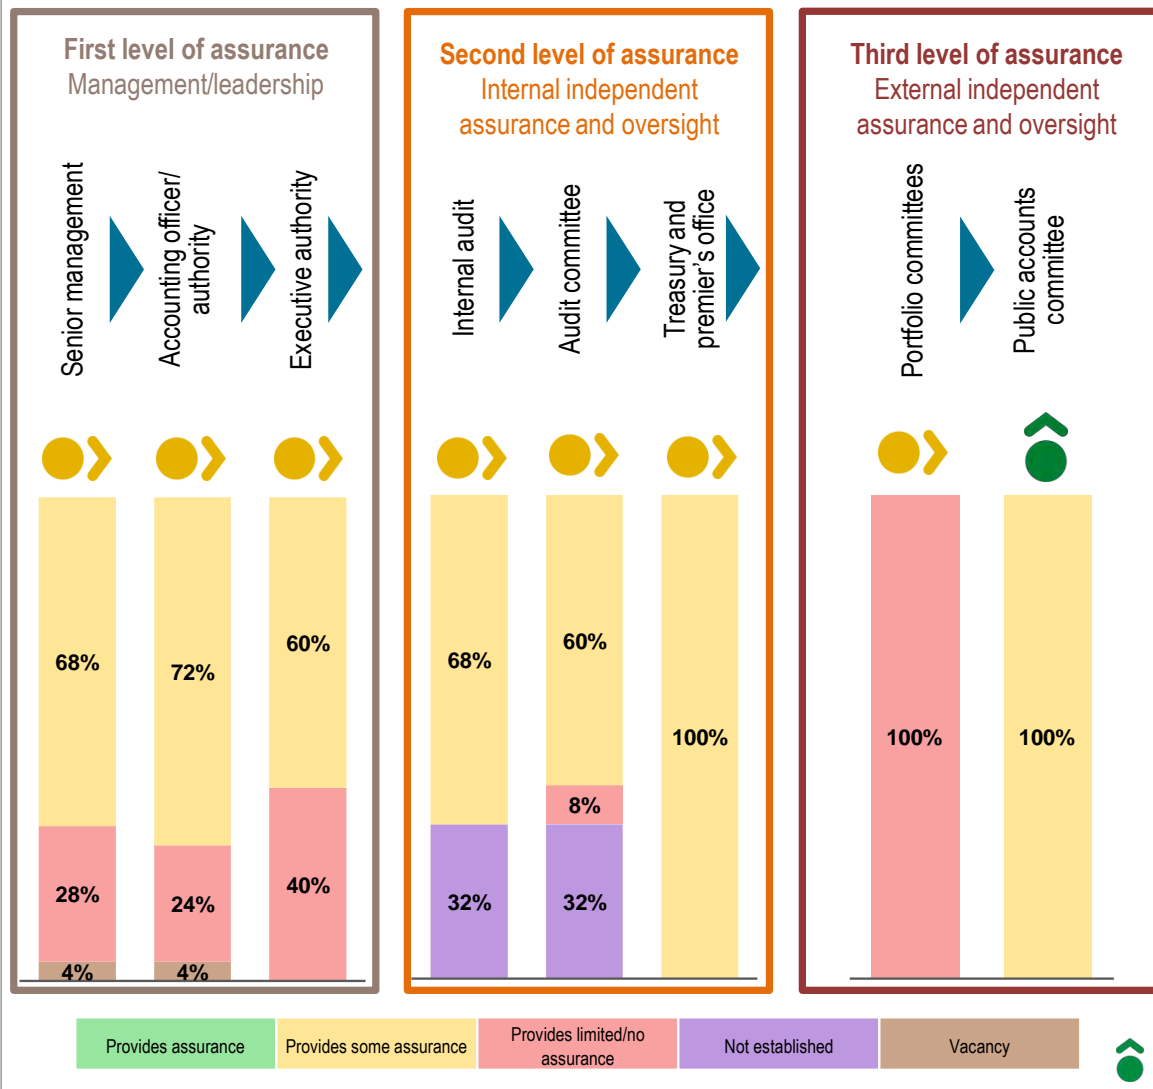 First level of assurance
Management/leadership
Senior management
Accounting officer/
authority
Executive authority
68%
28%
4%
72%
24%
4%
60%
40%
Second level of assurance
Internal independent
assurance and oversight
Internal audit
Audit committee
Treasury and
premier's office
68%
32%
60%
8%
32%
100%
Third level of assurance
External independent
assurance and oversight
Portfolio committees
Public accounts
committee
100%
100%
Provides assurance
Provides some assurance
Provides limited/no
assurance
Not established
Vacancy